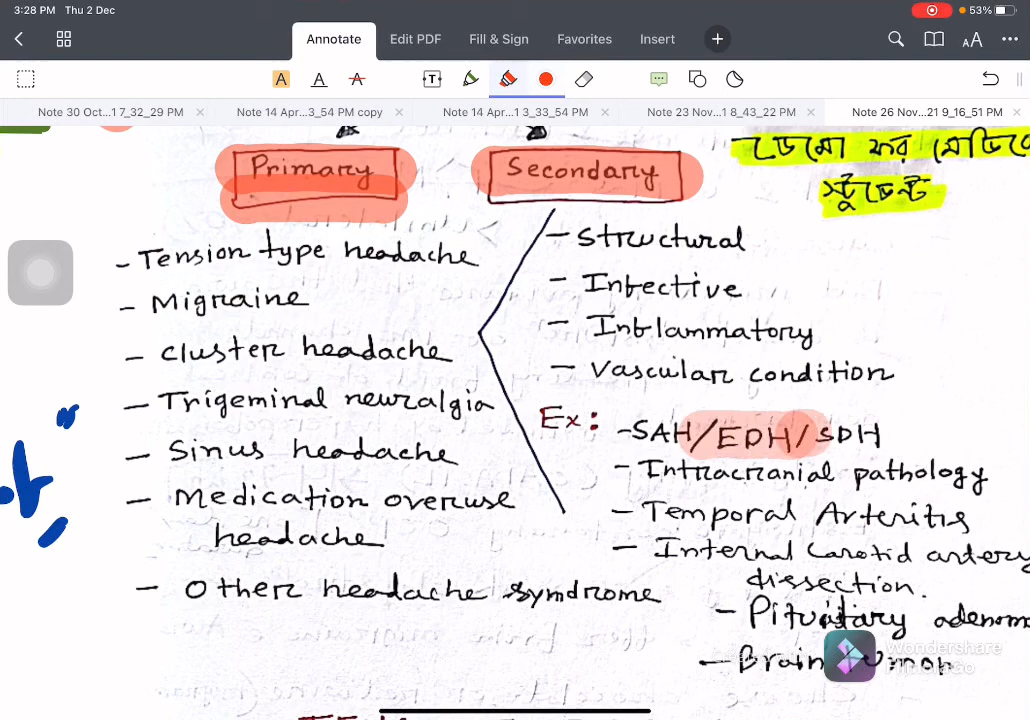 3:28 PM Thu 2 Dec
53%
Annotate Edit PDF Fill & Sign Favorites Insert
Note 30 Oct...1 7_32_29 PM
Note 14 Apr...3_54 PM copy
Note 14 Apr...1 3_33_54 PM
Note 23 Nov...1 8_43_22 PM
Note 26 Nov...21 9_16_51 PM
Primary
- Tension type headache
- Migraine
- cluster headache
- Trigeminal neuralgia
- Sinus headache
- Medication overuse
headache
- Other headache syndrome
Secondary
- Structural
- Infective
- Inflammatory
- Vascular condition
Ex:
- SAH/EDH/SDH
- Intracranial pathology
- Temporal Arteritis
- Internal Carotid artery
dissection.
- Pituitary adenom
- Brain Tumor
ডেমো ফর
স্টুডেন্ট
Wondershare